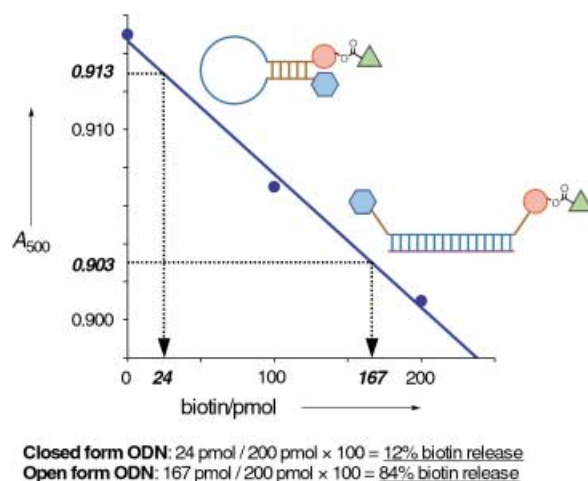 0.913
0.910
A500
0.903
0.900
0
24
100
167
200
biotin/pmol
O
O
O
O
Closed form ODN: 24 pmol / 200 pmol × 100 = 12% biotin release
Open form ODN: 167 pmol / 200 pmol × 100 = 84% biotin release